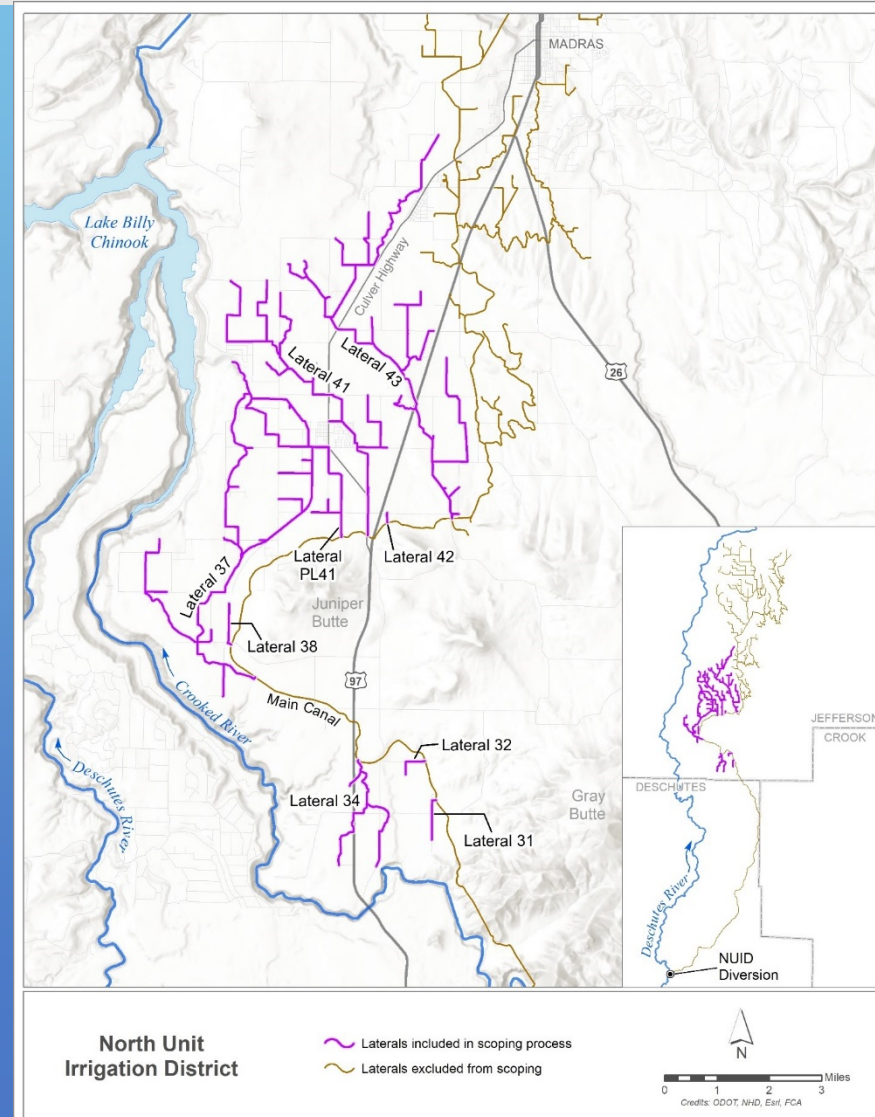 MADRAS
Lake Billy
Chinook
Culver Highway
Lateral 41
Lateral 43
26
Lateral 37
Lateral
PL41
Lateral 42
Juniper
Butte
Lateral 38
97
Crooked River
Main Canal
Deschutes River
Lateral 32
Lateral 34
Gray
Butte
Lateral 31
JEFFERSON
CROOK
DESCHUTES
Deschutes River
NUID
Diversion
North Unit
Irrigation District
Laterals included in scoping process
Laterals excluded from scoping
N
0 1 2 3 Miles
Credits: ODOT, NHD, Esri, FCA